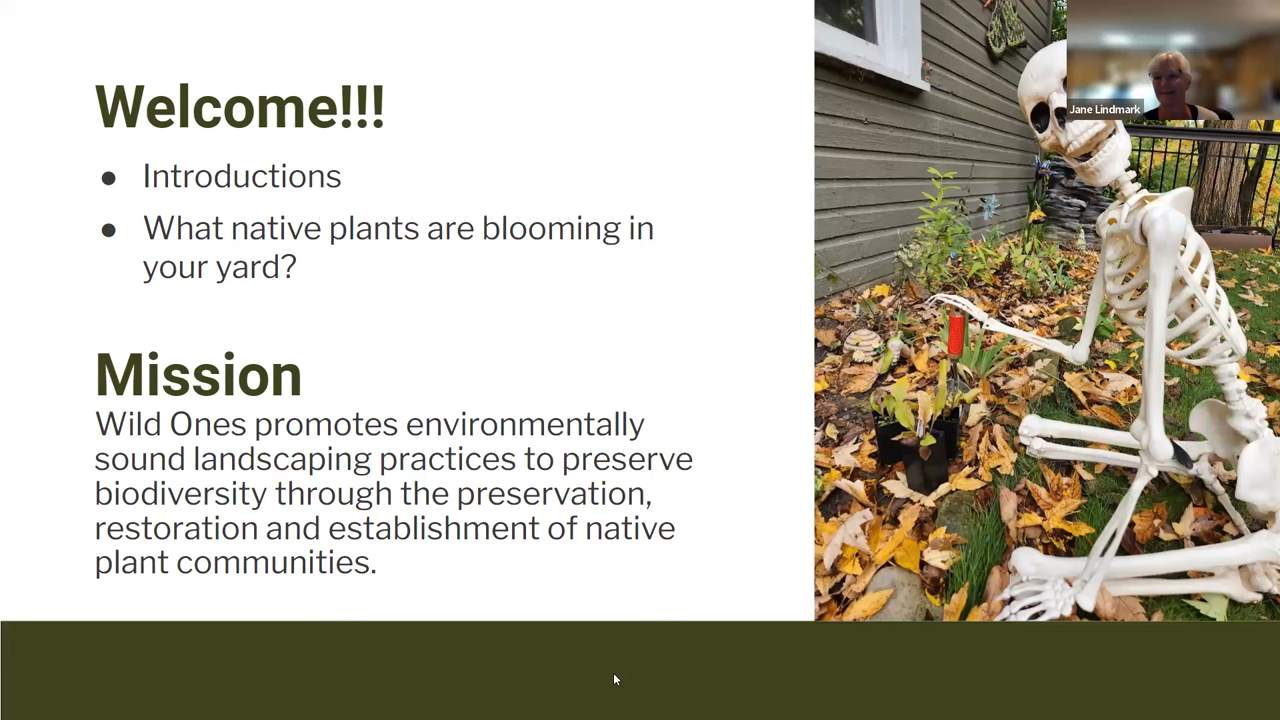 Welcome!!!
● Introductions
● What native plants are blooming in
your yard?
Mission
Wild Ones promotes environmentally
sound landscaping practices to preserve
biodiversity through the preservation,
restoration and establishment of native
plant communities.
Jane Lindmark